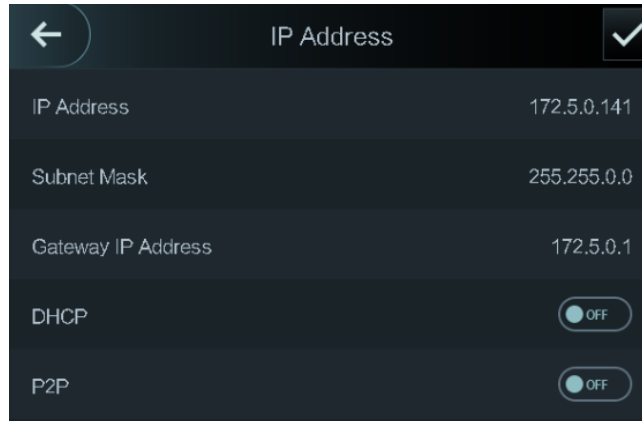 IP Address
IP Address 172.5.0.141
Subnet Mask 255.255.0.0
Gateway IP Address 172.5.0.1
DHCP OFF
P2P OFF